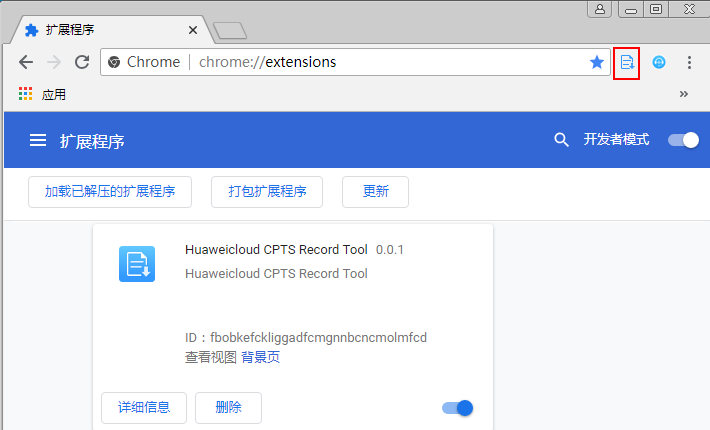 扩展程序
Chrome | chrome://extensions
应用
扩展程序 开发者模式
加载已解压的扩展程序 打包扩展程序 更新
Huaweicloud CPTS Record Tool 0.0.1
Huaweicloud CPTS Record Tool
ID：fbobkefckliggadfcmgnnbcncmolmfcd
查看视图 背景页
详细信息 删除